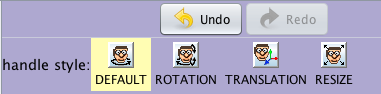 Undo Redo
handle style: DEFAULT ROTATION TRANSLATION RESIZE